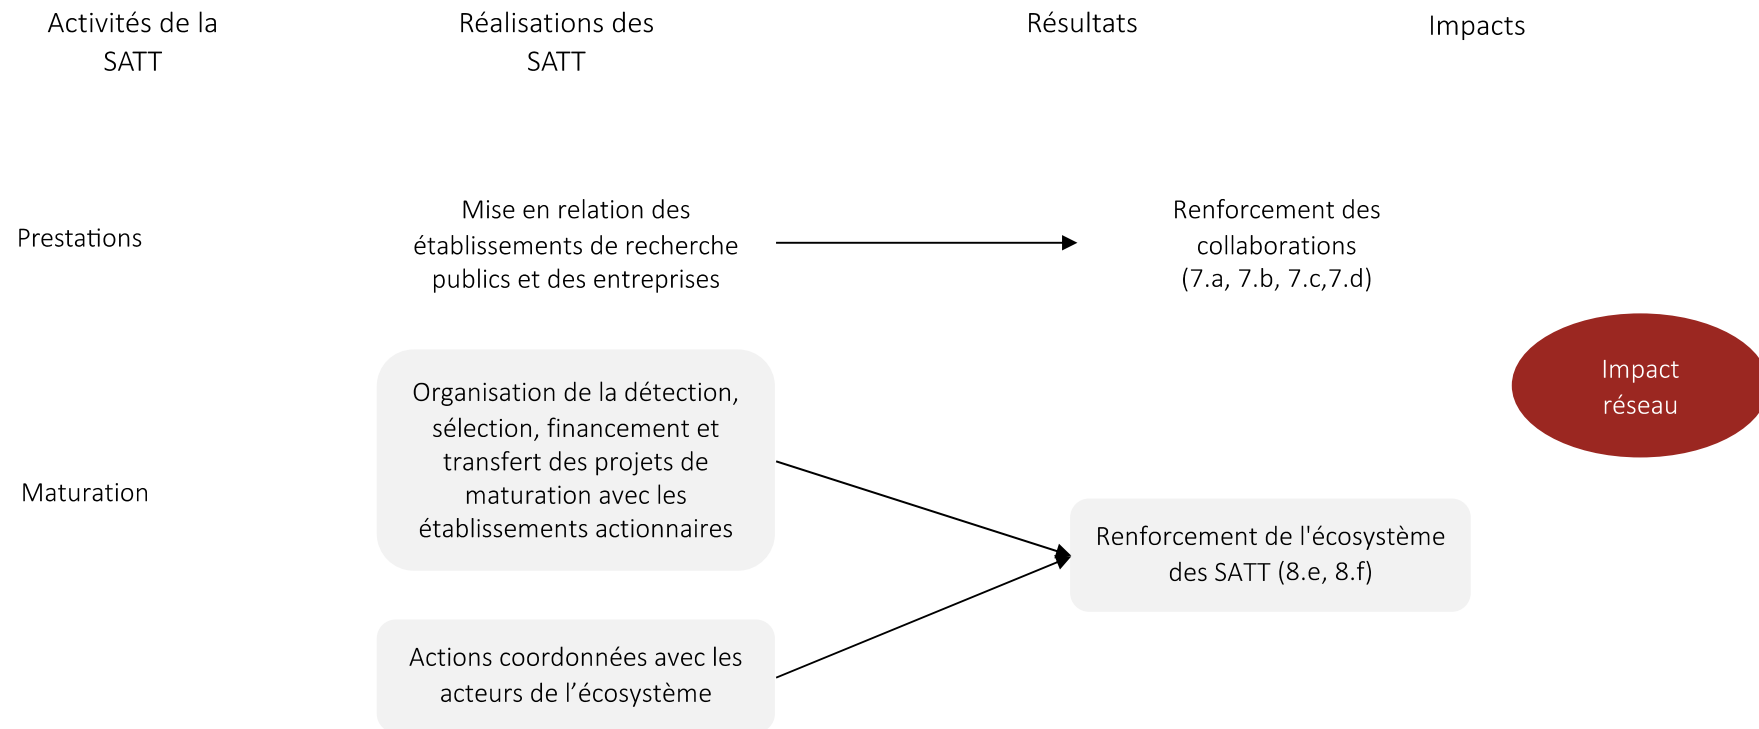 Activités de la
SATT
Réalisations des
SATT
Résultats
Impacts
Prestations
Mise en relation des
établissements de recherche
publics et des entreprises
Renforcement des
collaborations
(7.a, 7.b, 7.c,7.d)
Impact
réseau
Maturation
Organisation de la détection,
sélection, financement et
transfert des projets de
maturation avec les
établissements actionnaires
Renforcement de l'écosystème
des SATT (8.e, 8.f)
Actions coordonnées avec les
acteurs de l’écosystème